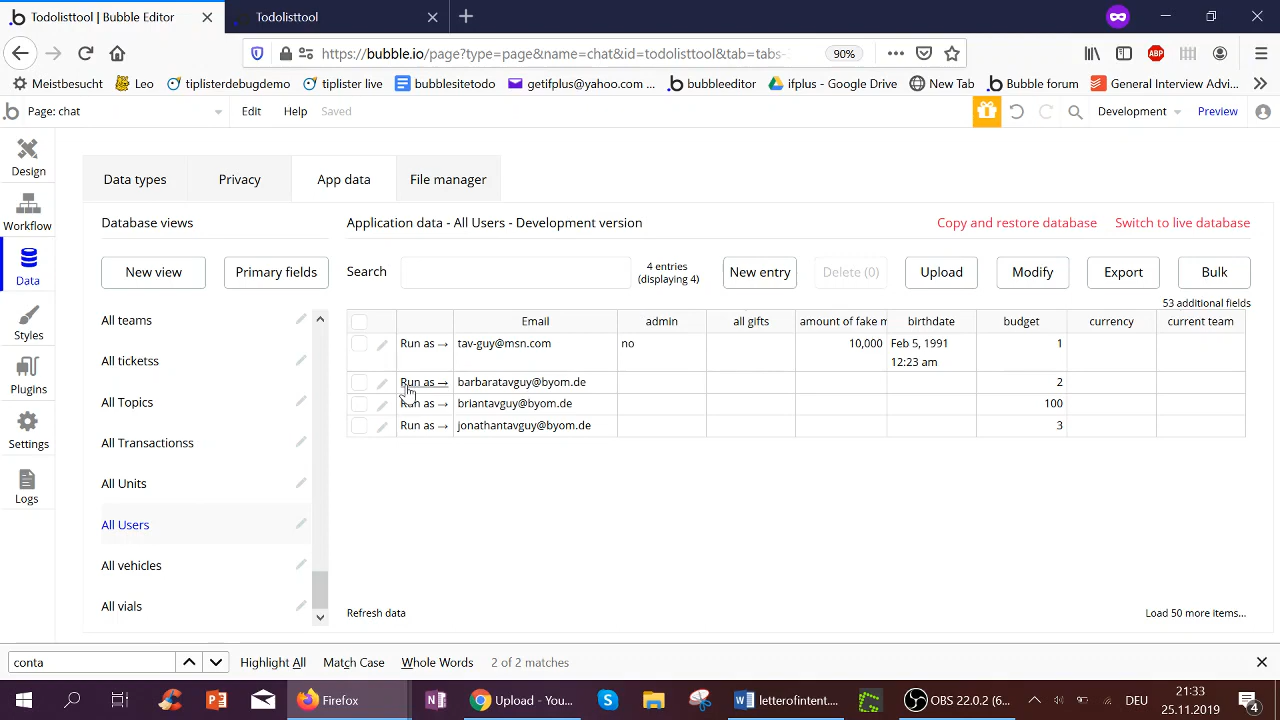 Todolisttool | Bubble Editor
Todolisttool
https://bubble.io/page?type=page&name=chat&id=todolisttool&tab=tabs-
90%
Meistbesucht
Leo
tiplisterdebugdemo
tiplister live
bubblesitetodo
getifplus@yahoo.com ...
bubbleeditor
ifplus - Google Drive
New Tab
Bubble forum
General Interview Advi...
Page: chat
Edit
Help
Saved
Development
Preview
Design
Workflow
Data
Styles
Plugins
Settings
Logs
Data types
Privacy
App data
File manager
Database views
Application data - All Users - Development version
Copy and restore database
Switch to live database
New view
Primary fields
Search
4 entries
(displaying 4)
New entry
Delete (0)
Upload
Modify
Export
Bulk
53 additional fields
All teams
All ticketss
All Topics
All Transactionss
All Units
All Users
All vehicles
All vials
Email admin all gifts amount of fake m birthdate budget currency current team
Run as → tav-guy@msn.com no 10,000 Feb 5, 1991 1
12:23 am
Run as → barbaratavguy@byom.de 2
Run as → briantavguy@byom.de 100
Run as → jonathantavguy@byom.de 3
Refresh data
Load 50 more items...
conta
Highlight All
Match Case
Whole Words
2 of 2 matches
Firefox
Upload - You...
letterofintent....
OBS 22.0.2 (6...
DEU
21:33
25.11.2019
4